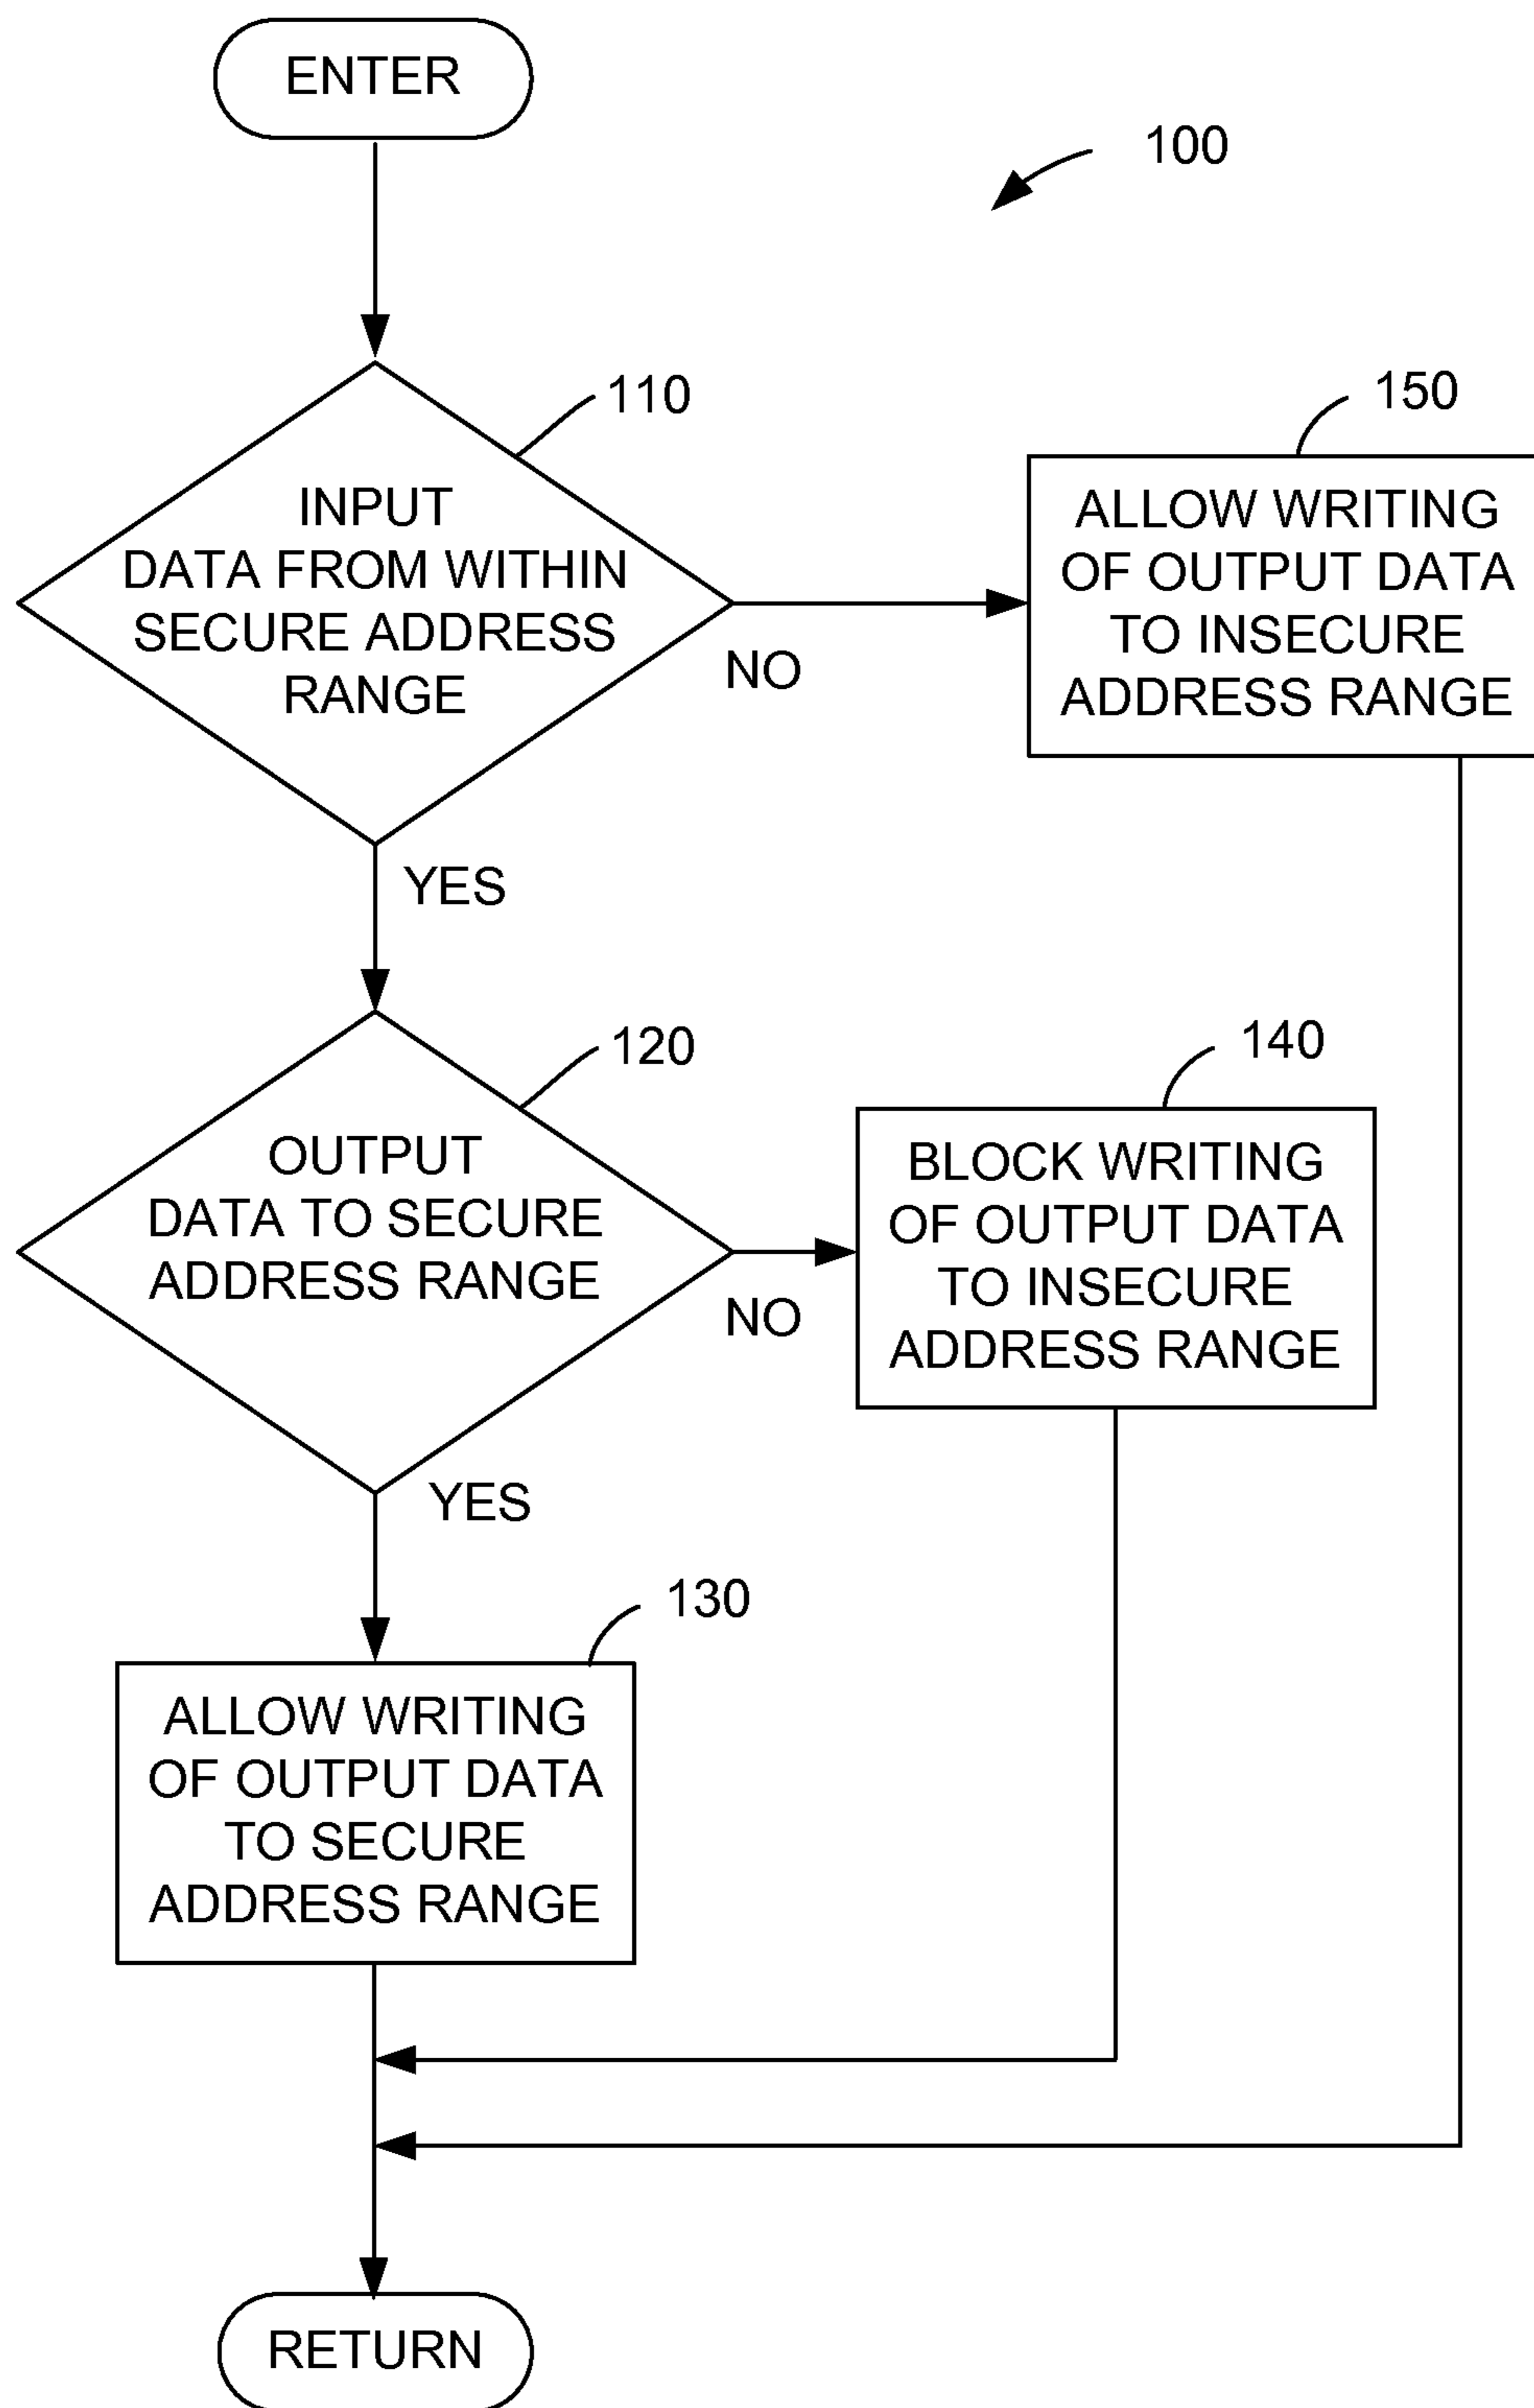 ENTER
100
110
INPUT
DATA FROM WITHIN
SECURE ADDRESS
RANGE
NO
150
ALLOW WRITING
OF OUTPUT DATA
TO INSECURE
ADDRESS RANGE
YES
120
OUTPUT
DATA TO SECURE
ADDRESS RANGE
NO
140
BLOCK WRITING
OF OUTPUT DATA
TO INSECURE
ADDRESS RANGE
YES
130
ALLOW WRITING
OF OUTPUT DATA
TO SECURE
ADDRESS RANGE
RETURN